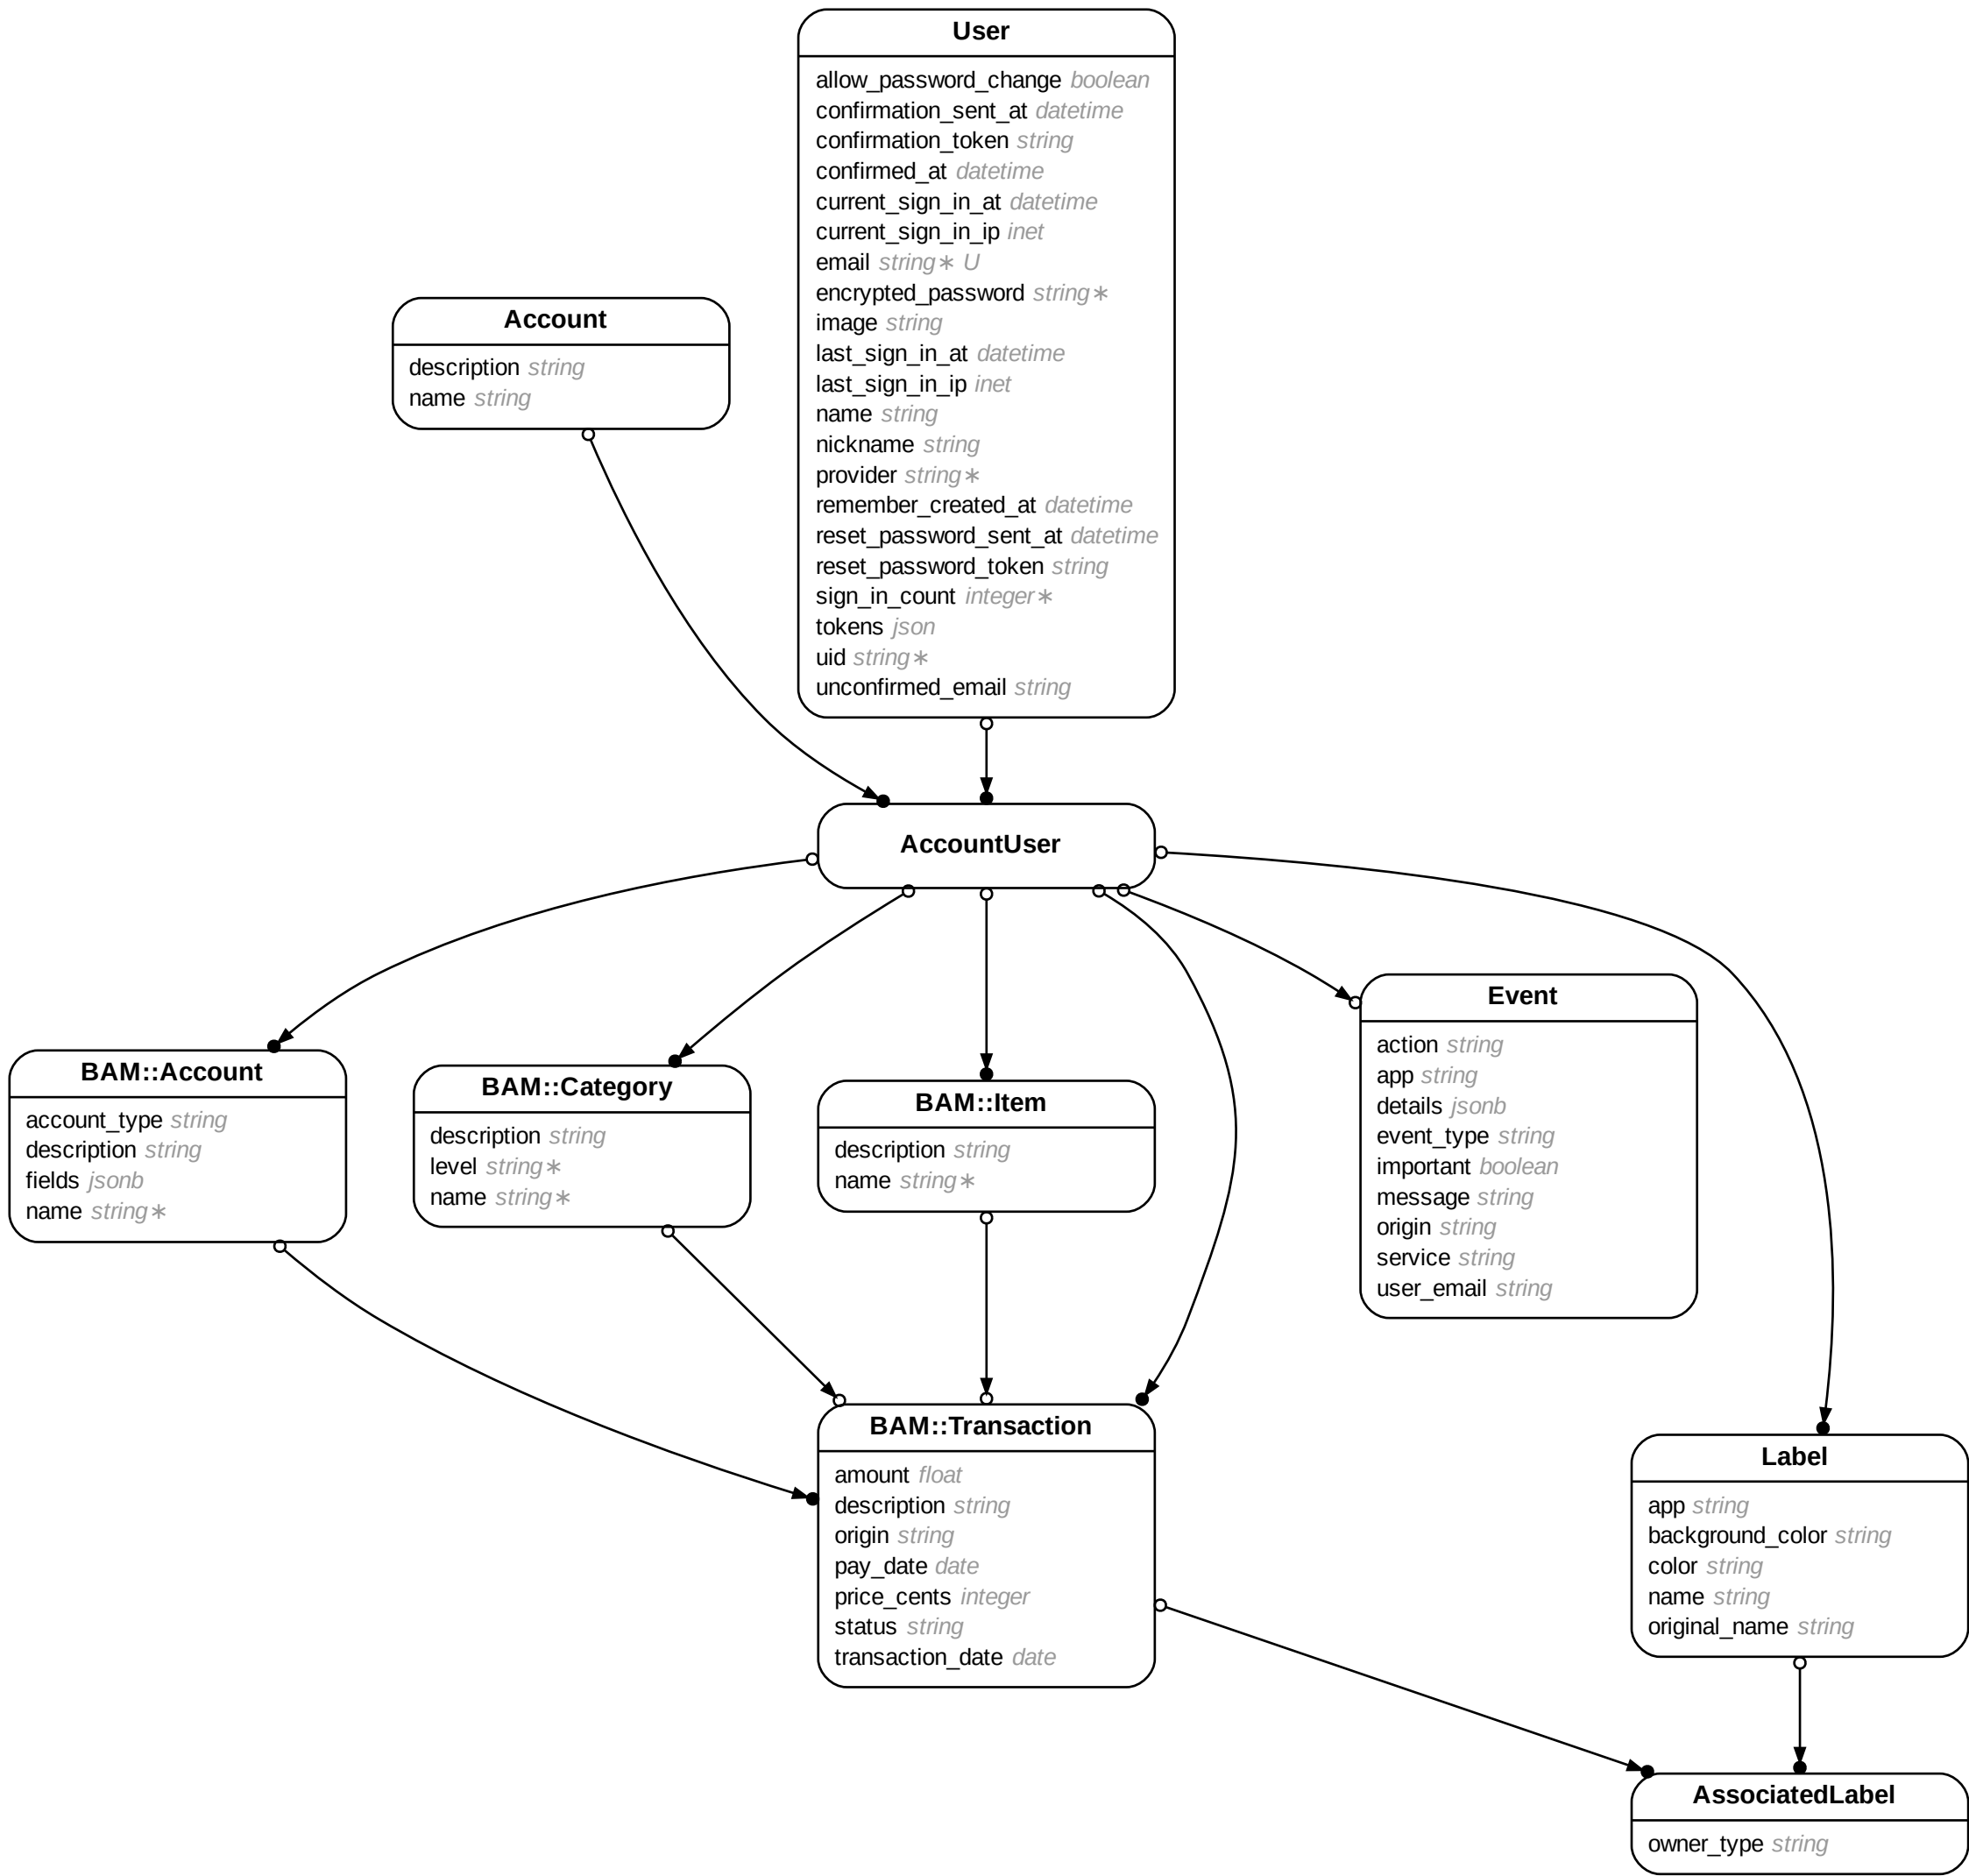 User
allow_password_change boolean
confirmation_sent_at datetime
confirmation_token string
confirmed_at datetime
current_sign_in_at datetime
current_sign_in_ip inet
email string∗ U
encrypted_password string∗
image string
last_sign_in_at datetime
last_sign_in_ip inet
name string
nickname string
provider string∗
remember_created_at datetime
reset_password_sent_at datetime
reset_password_token string
sign_in_count integer∗
tokens json
uid string∗
unconfirmed_email string
Account
description string
name string
AccountUser
BAM::Account
account_type string
description string
fields jsonb
name string∗
BAM::Category
description string
level string∗
name string∗
BAM::Item
description string
name string∗
Event
action string
app string
details jsonb
event_type string
important boolean
message string
origin string
service string
user_email string
BAM::Transaction
amount float
description string
origin string
pay_date date
price_cents integer
status string
transaction_date date
Label
app string
background_color string
color string
name string
original_name string
AssociatedLabel
owner_type string